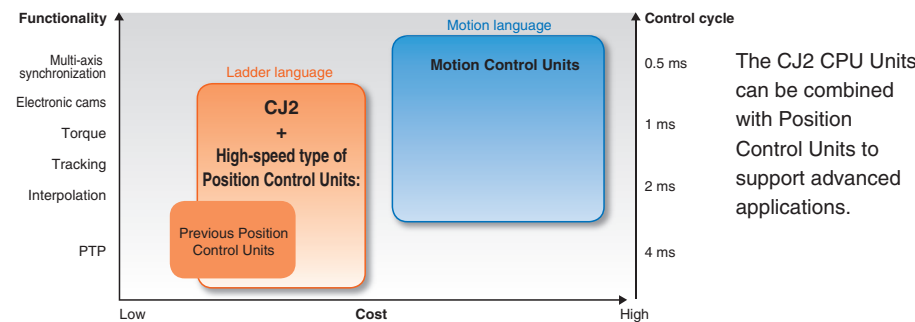 Functionality
Control cycle
Motion language
Multi-axis
synchronization
Ladder language
Motion Control Units
0.5 ms
Electronic cams
CJ2
+
High-speed type of
Position Control Units:
1 ms
Torque
Tracking
2 ms
Interpolation
Previous Position
Control Units
PTP
4 ms
Low
Cost
High
The CJ2 CPU Units
can be combined
with Position
Control Units to
support advanced
applications.